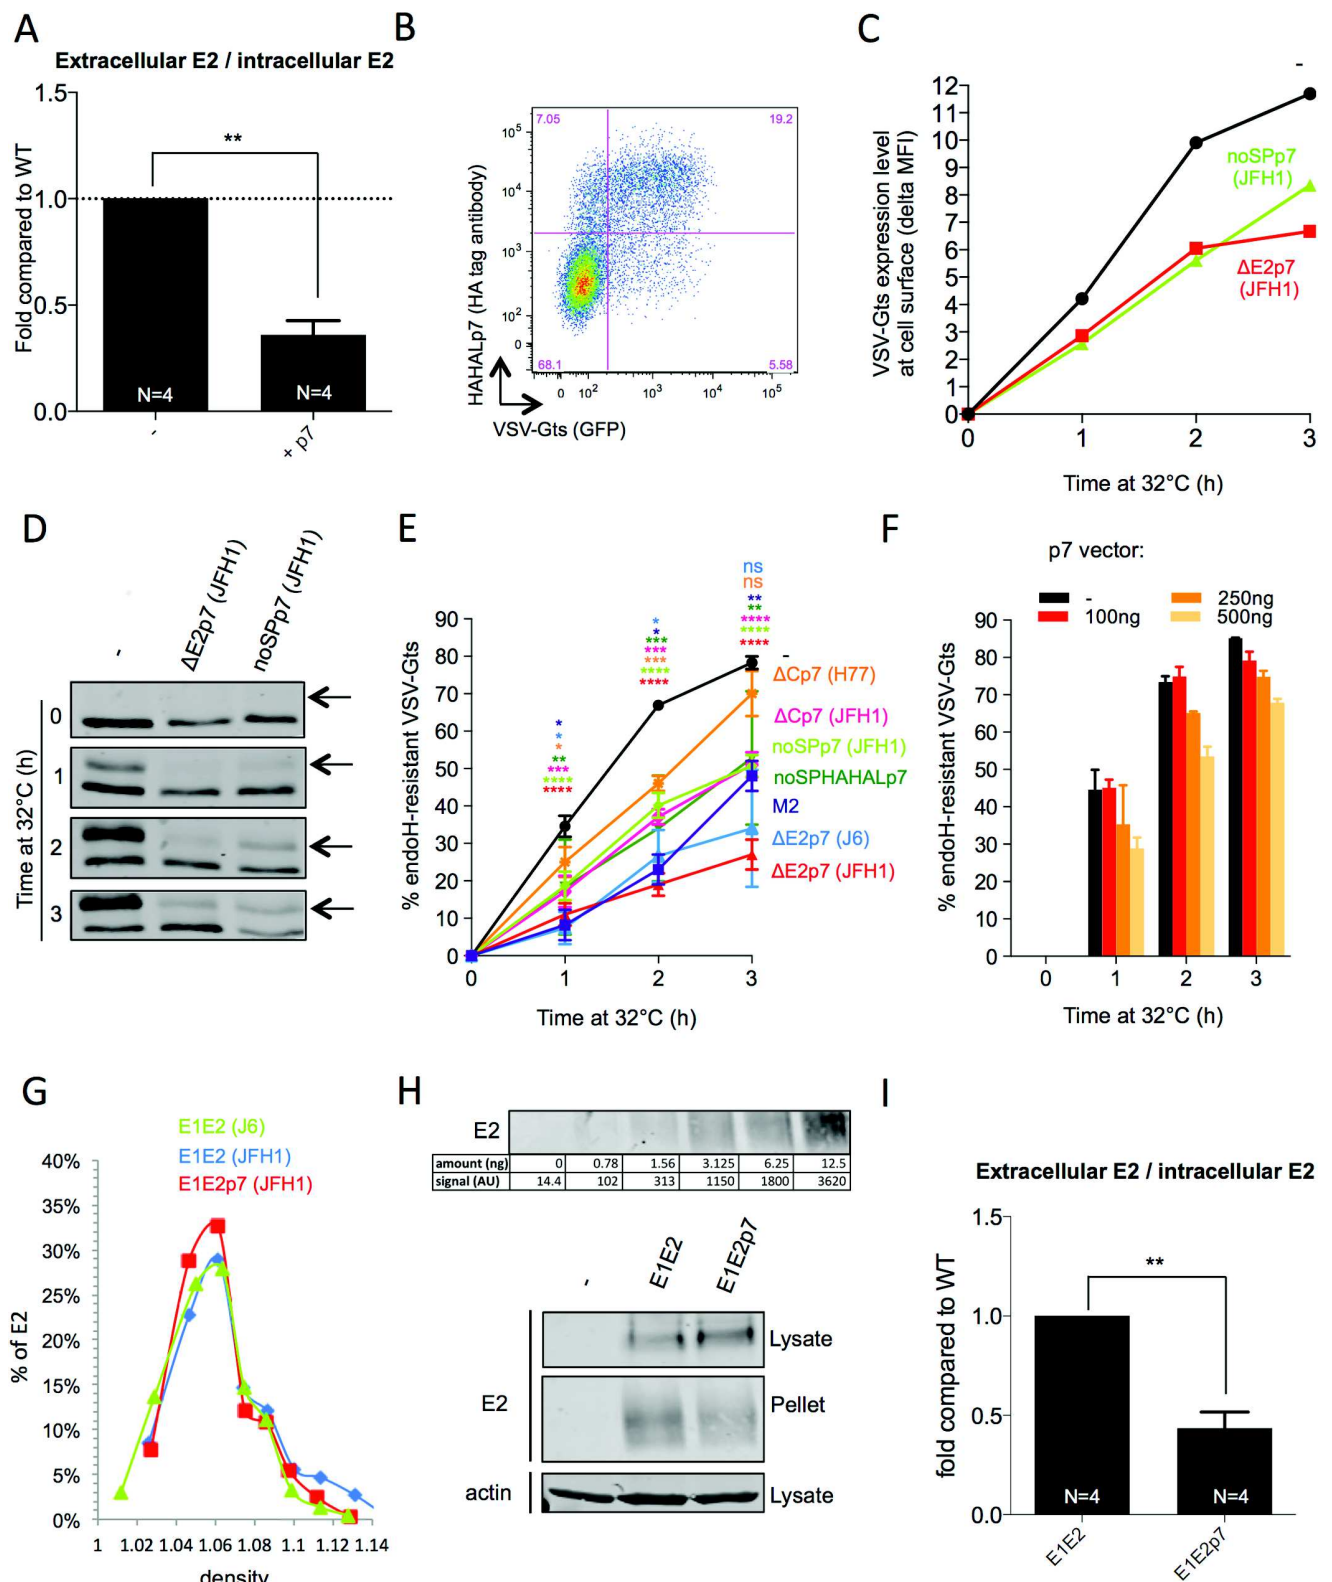 A
Extracellular E2 / intracellular E2
Fold compared to WT
1.5
1.0
0.5
0.0
**
N=4
N=4
-
+ p7
B
HAHALp7 (HA tag antibody)
7.05
19.2
68.1
5.58
10^5
10^4
10^3
10^2
0
0 10^2 10^3 10^4 10^5
VSV-Gts (GFP)
C
VSV-Gts expression level
at cell surface (delta MFI)
12
11
10
9
8
7
6
5
4
3
2
1
0
-
noSPp7
(JFH1)
ΔE2p7
(JFH1)
0 1 2 3
Time at 32°C (h)
D
-
ΔE2p7 (JFH1)
noSPp7 (JFH1)
Time at 32°C (h)
0
1
2
3
E
% endoH-resistant VSV-Gts
90
80
70
60
50
40
30
20
10
0
*
*
*
**
***
****
****
*
*
***
***
***
****
****
ns
ns
**
**
****
****
****
-
ΔCp7 (H77)
ΔCp7 (JFH1)
noSPp7 (JFH1)
noSPHAHALp7
M2
ΔE2p7 (J6)
ΔE2p7 (JFH1)
0 1 2 3
Time at 32°C (h)
F
p7 vector:
- 250ng
100ng 500ng
% endoH-resistant VSV-Gts
90
80
70
60
50
40
30
20
10
0
0 1 2 3
Time at 32°C (h)
G
E1E2 (J6)
E1E2 (JFH1)
E1E2p7 (JFH1)
% of E2
40%
35%
30%
25%
20%
15%
10%
5%
0%
1 1.02 1.04 1.06 1.08 1.1 1.12 1.14
density
H
E2
amount (ng) 0 0.78 1.56 3.125 6.25 12.5
signal (AU) 14.4 102 313 1150 1800 3620
-
E1E2
E1E2p7
Lysate
E2
Pellet
actin
Lysate
I
Extracellular E2 / intracellular E2
fold compared to WT
1.5
1.0
0.5
0.0
**
N=4
N=4
E1E2
E1E2p7